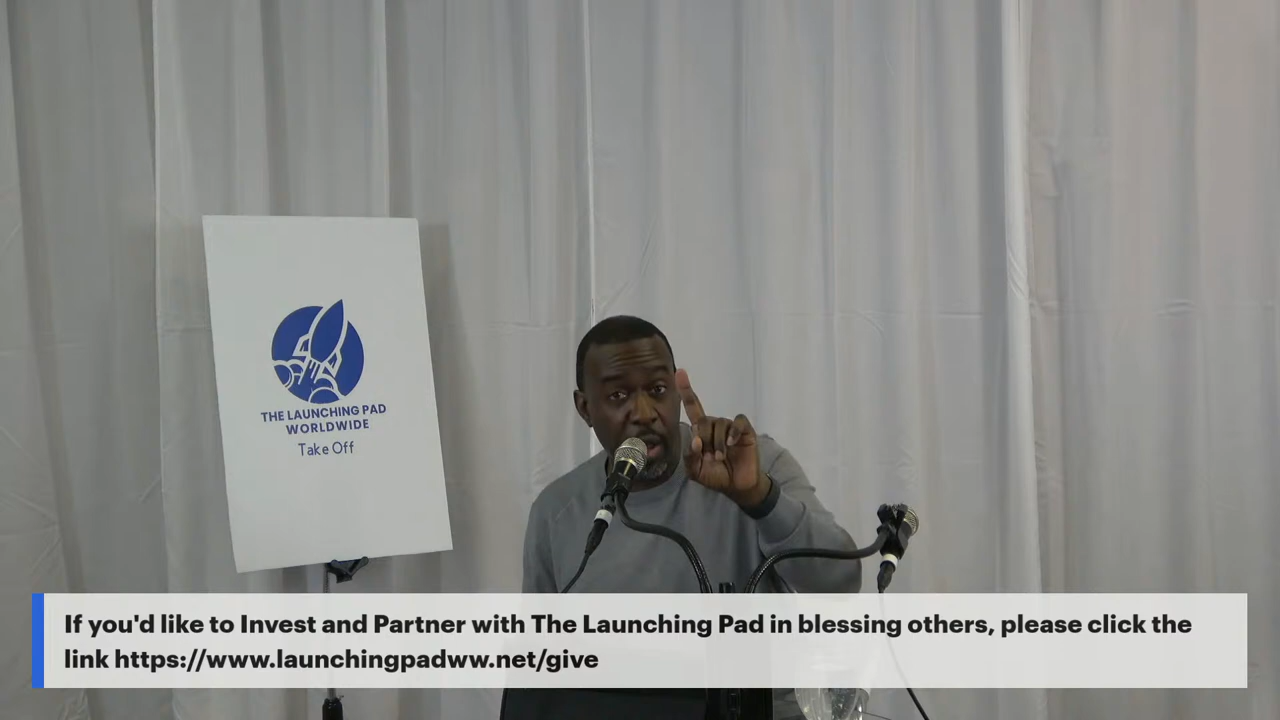 THE LAUNCHING PAD
WORLDWIDE
Take Off
If you'd like to Invest and Partner with The Launching Pad in blessing others, please click the
link https://www.launchingpadww.net/give